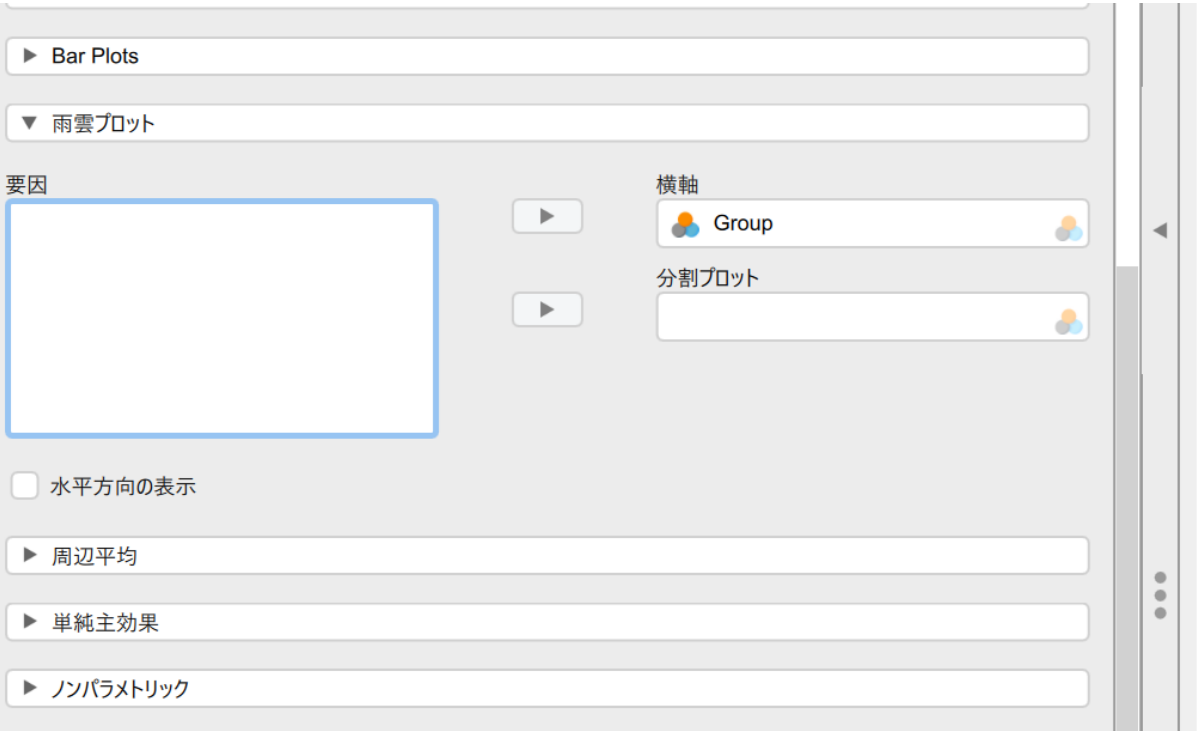 Bar Plots
雨雲プロット
要因
横軸
Group
分割プロット
水平方向の表示
周辺平均
単純主効果
ノンパラメトリック